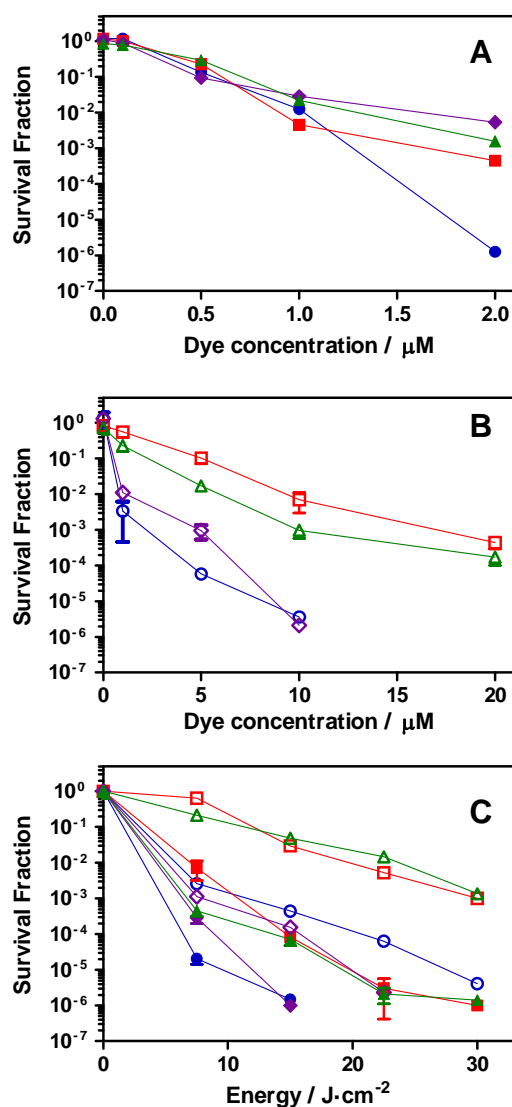 A
Survival Fraction
10⁰
10⁻¹
10⁻²
10⁻³
10⁻⁴
10⁻⁵
10⁻⁶
10⁻⁷
0.0 0.5 1.0 1.5 2.0
Dye concentration / µM
B
Survival Fraction
10⁰
10⁻¹
10⁻²
10⁻³
10⁻⁴
10⁻⁵
10⁻⁶
10⁻⁷
0 5 10 15 20
Dye concentration / µM
C
Survival Fraction
10⁰
10⁻¹
10⁻²
10⁻³
10⁻⁴
10⁻⁵
10⁻⁶
10⁻⁷
0 10 20 30
Energy / J·cm⁻²